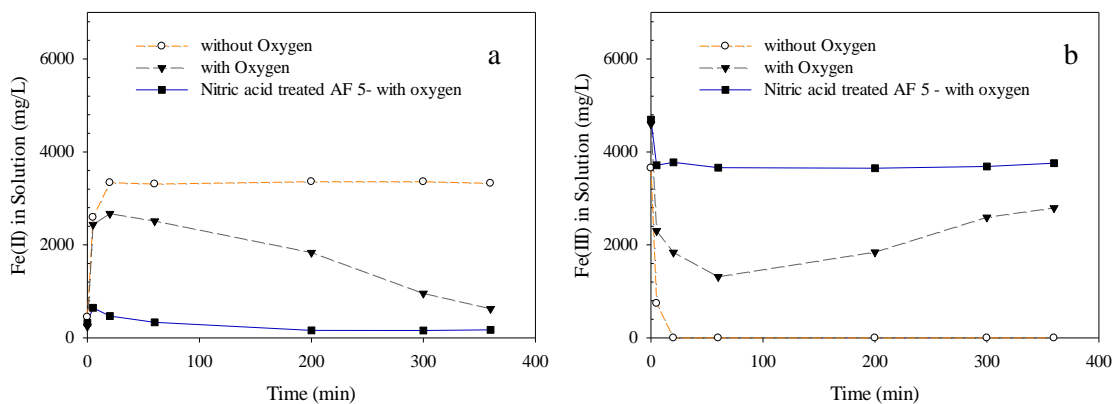 a
without Oxygen
with Oxygen
Nitric acid treated AF 5- with oxygen
Fe(II) in Solution (mg/L)
6000
4000
2000
0
0 100 200 300 400
Time (min)
b
without Oxygen
with Oxygen
Nitric acid treated AF 5 - with oxygen
Fe(III) in Solution (mg/L)
6000
4000
2000
0
0 100 200 300 400
Time (min)